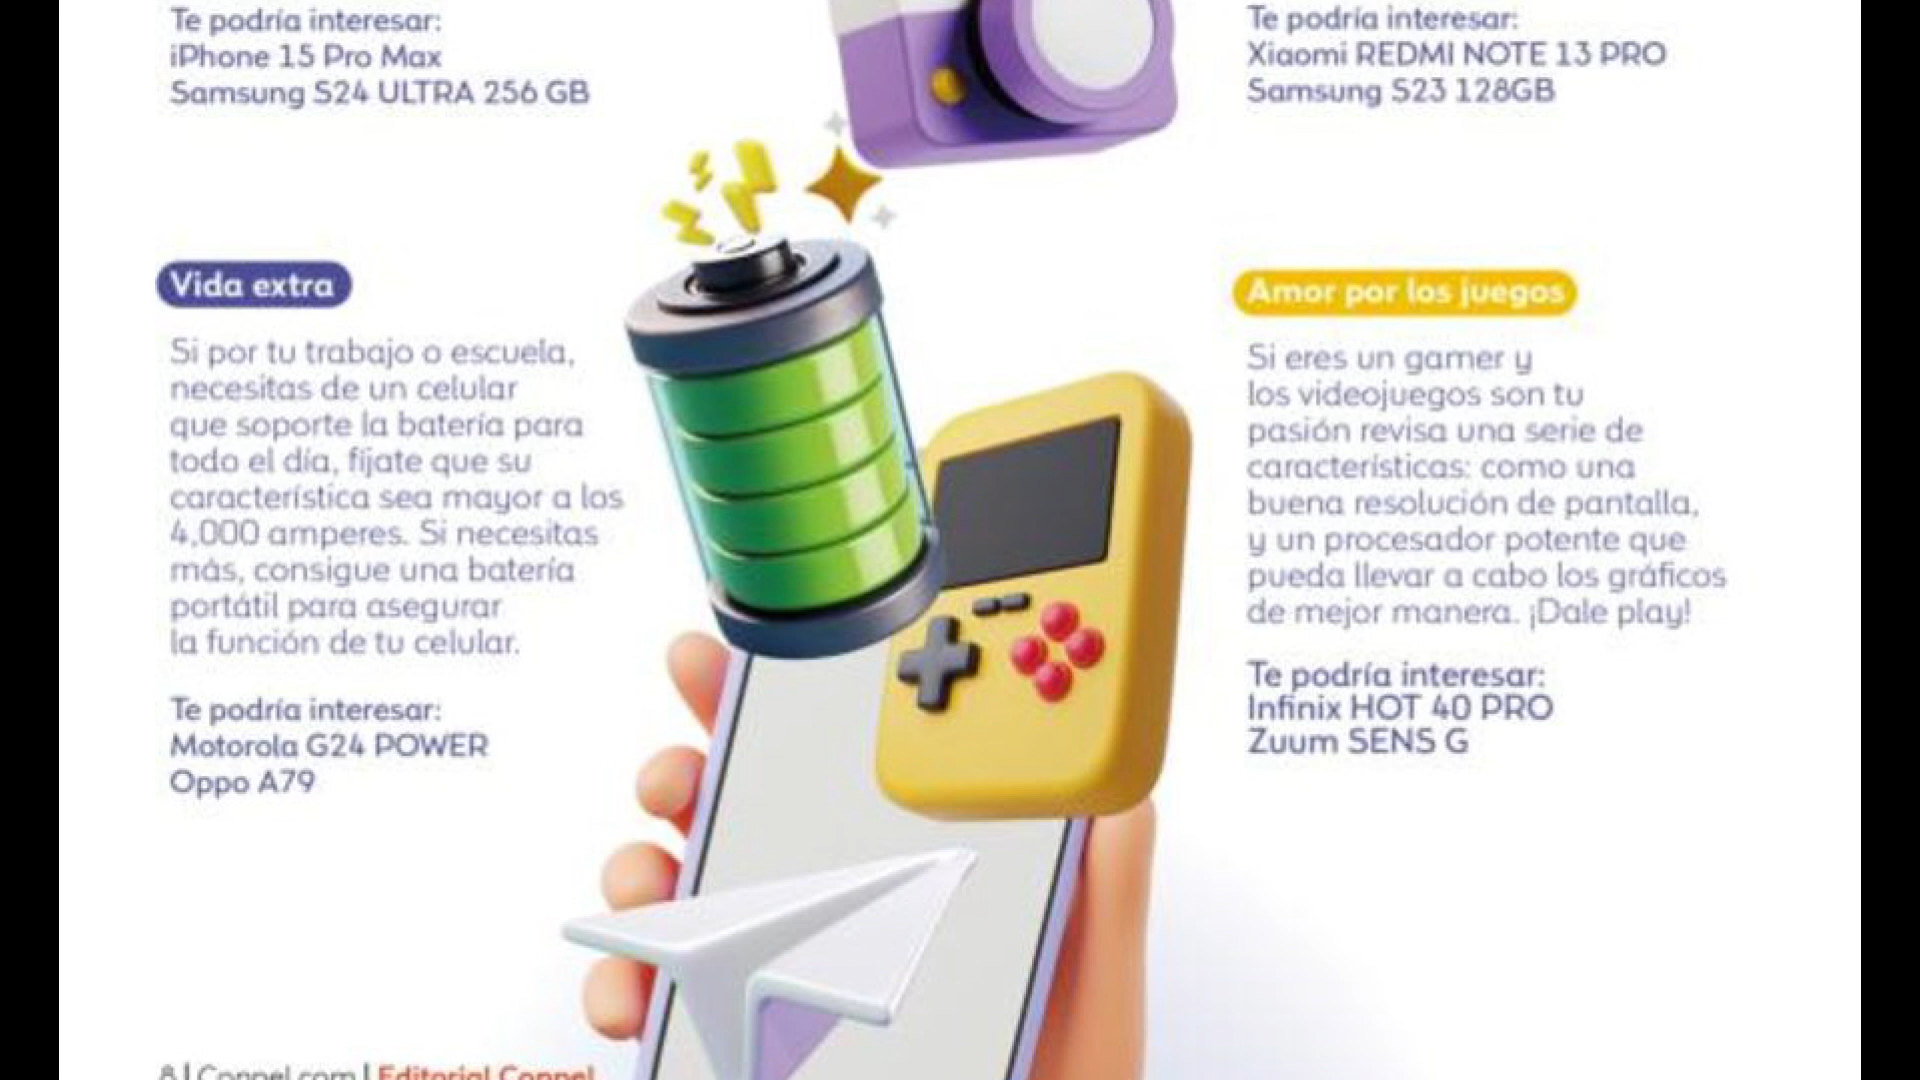 Te podría interesar:
iPhone 15 Pro Max
Samsung S24 ULTRA 256 GB
Te podría interesar:
Xiaomi REDMI NOTE 13 PRO
Samsung S23 128GB
Vida extra
Si por tu trabajo o escuela,
necesitas de un celular
que soporte la batería para
todo el día, fíjate que su
característica sea mayor a los
4,000 amperes. Si necesitas
más, consigue una batería
portátil para asegurar
la función de tu celular.
Te podría interesar:
Motorola G24 POWER
Oppo A79
Amor por los juegos
Si eres un gamer y
los videojuegos son tu
pasión revisa una serie de
características: como una
buena resolución de pantalla,
y un procesador potente que
pueda llevar a cabo los gráficos
de mejor manera. ¡Dale play!
Te podría interesar:
Infinix HOT 40 PRO
Zuum SENS G
8 | Coppel.com | Editorial Coppel